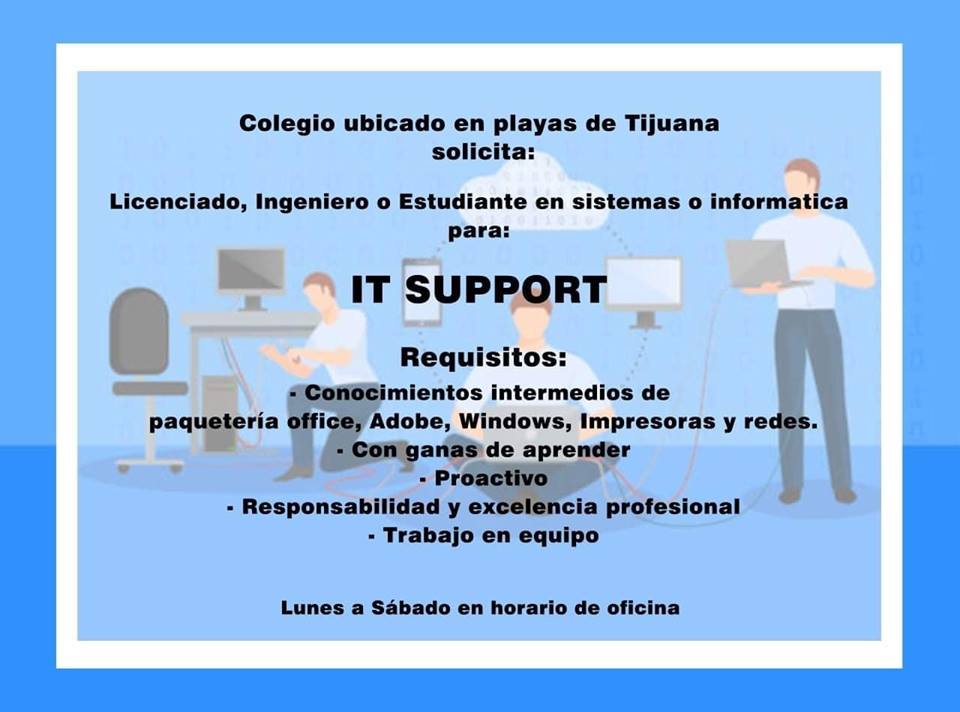 Colegio ubicado en playas de Tijuana
solicita:
Licenciado, Ingeniero o Estudiante en sistemas o informatica
para:
IT SUPPORT
Requisitos:
- Conocimientos intermedios de
paquetería office, Adobe, Windows, Impresoras y redes.
- Con ganas de aprender
- Proactivo
- Responsabilidad y excelencia profesional
- Trabajo en equipo
Lunes a Sábado en horario de oficina